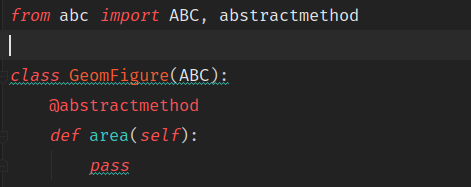 from abc import ABC, abstractmethod
class GeomFigure(ABC):
    @abstractmethod
    def area(self):
        pass